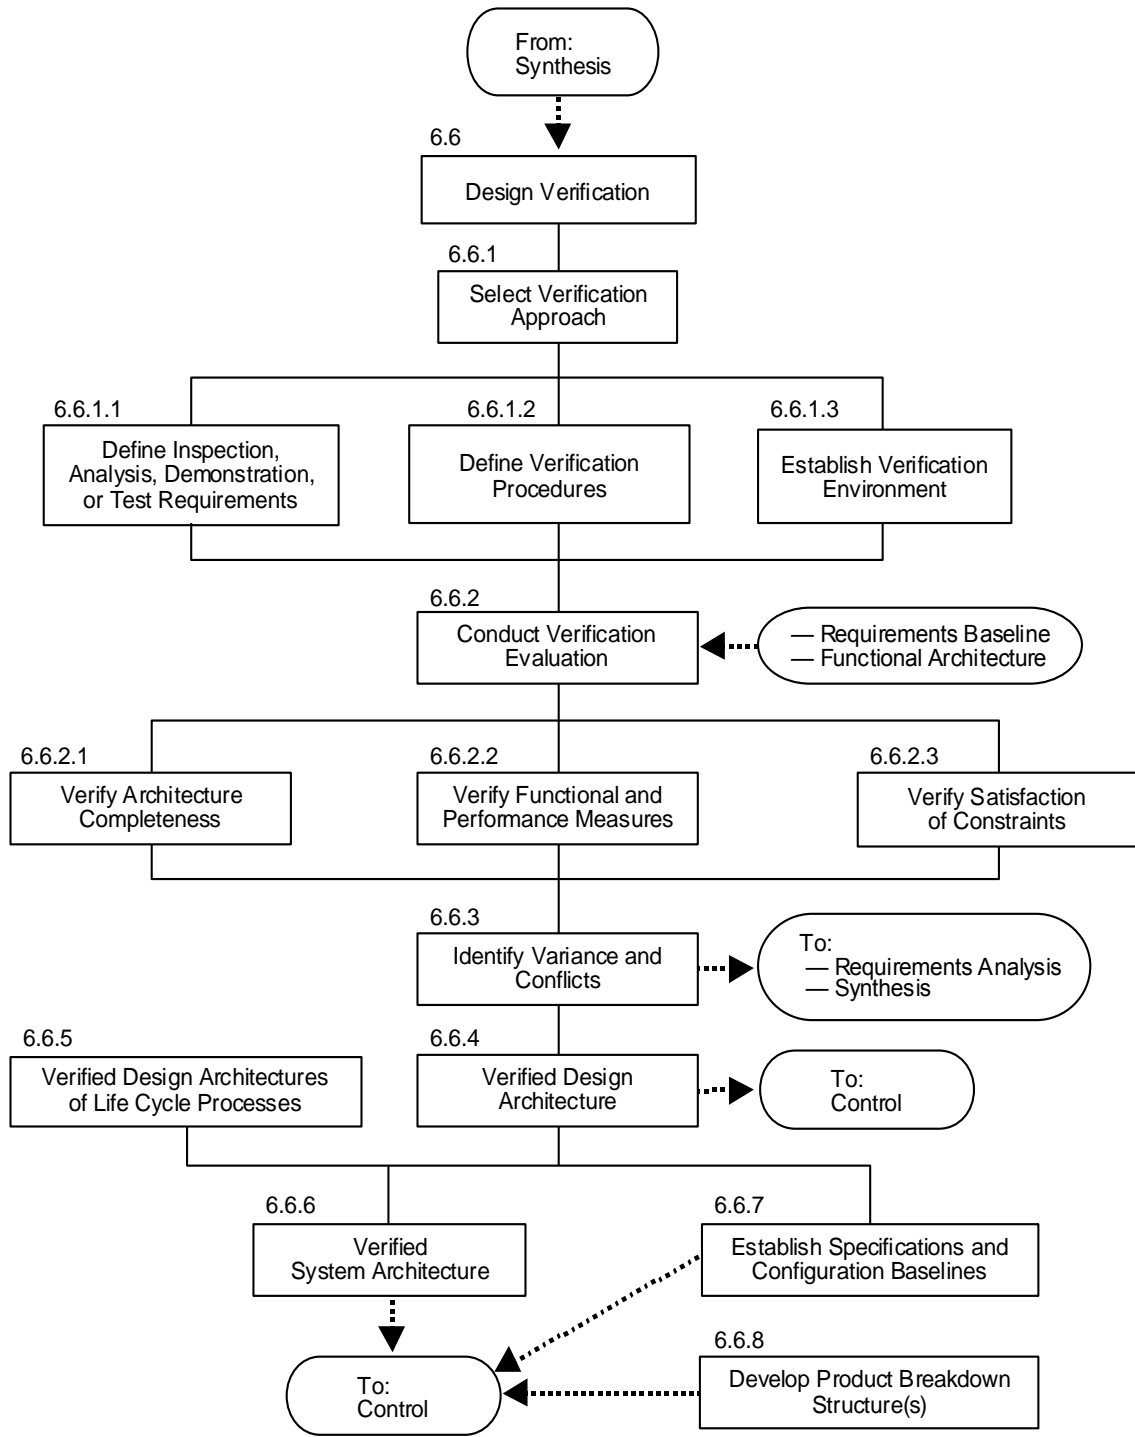 From:
Synthesis
6.6
Design Verification
6.6.1
Select Verification
Approach
6.6.1.1
Define Inspection,
Analysis, Demonstration,
or Test Requirements
6.6.1.2
Define Verification
Procedures
6.6.1.3
Establish Verification
Environment
6.6.2
Conduct Verification
Evaluation
— Requirements Baseline
— Functional Architecture
6.6.2.1
Verify Architecture
Completeness
6.6.2.2
Verify Functional and
Performance Measures
6.6.2.3
Verify Satisfaction
of Constraints
6.6.3
Identify Variance and
Conflicts
To:
— Requirements Analysis
— Synthesis
6.6.5
Verified Design Architectures
of Life Cycle Processes
6.6.4
Verified Design
Architecture
To:
Control
6.6.6
Verified
System Architecture
6.6.7
Establish Specifications and
Configuration Baselines
6.6.8
Develop Product Breakdown
Structure(s)
To:
Control